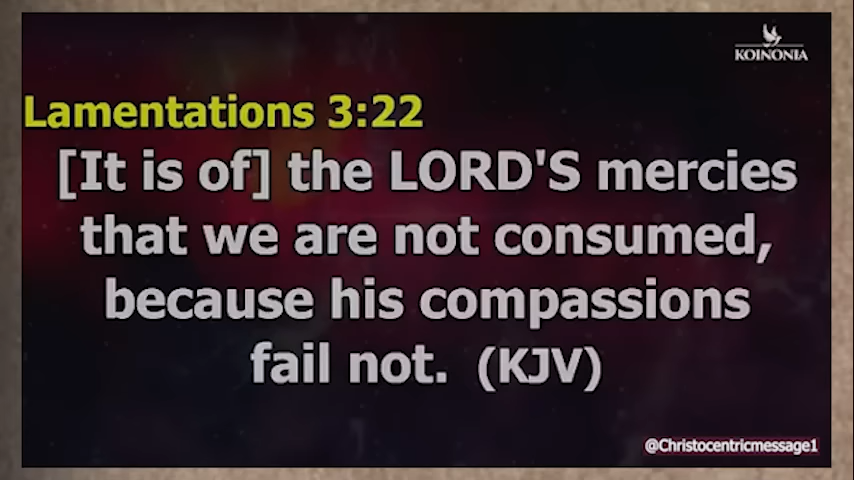 KOINONIA
Lamentations 3:22
[It is of] the LORD'S mercies
that we are not consumed,
because his compassions
fail not. (KJV)
@Christocentricmessage1